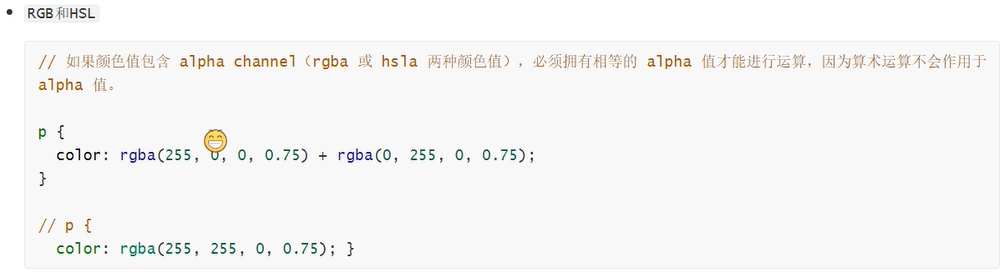 RGB和HSL
// 如果颜色值包含 alpha channel（rgba 或 hsla 两种颜色值），必须拥有相等的 alpha 值才能进行运算，因为算术运算不会作用于
alpha 值。
p {
color: rgba(255, 0, 0, 0.75) + rgba(0, 255, 0, 0.75);
}
// p {
color: rgba(255, 255, 0, 0.75); }